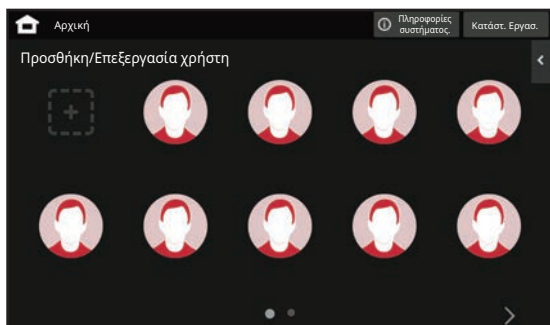 Αρχική
Πληροφορίες
συστήματος.
Κατάστ. Εργασ.
Προσθήκη/Επεξεργασία χρήστη